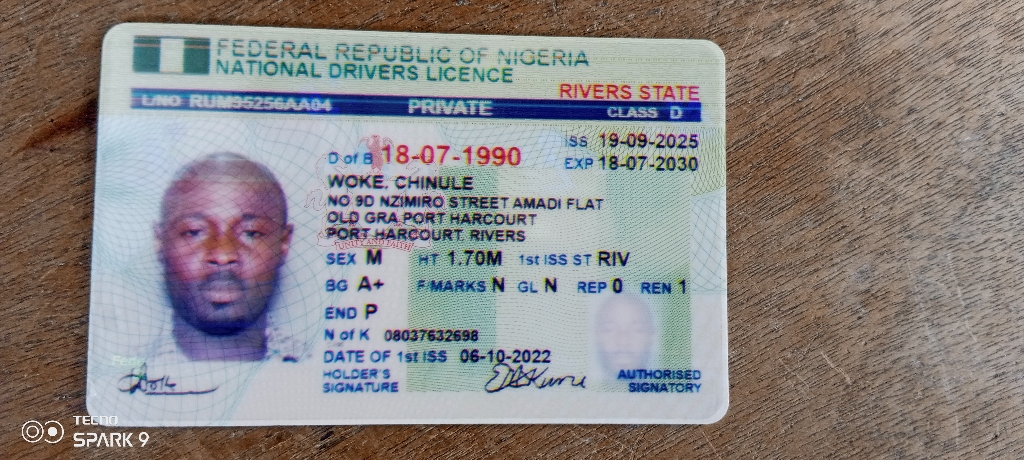 FEDERAL REPUBLIC OF NIGERIA
NATIONAL DRIVERS LICENCE
RIVERS STATE
L/NO RUM95256AA04 PRIVATE CLASS D
D of B 18-07-1990
ISS 19-09-2025
EXP 18-07-2030
WOKE, CHINULE
NO 9D NZIMIRO STREET AMADI FLAT
OLD GRA PORT HARCOURT
PORT HARCOURT RIVERS
UNITY AND FAITH
SEX M HT 1.70M 1st ISS ST RIV
BG A+ F/MARKS N GL N REP 0 REN 1
END P
N of K 08037632698
DATE OF 1st ISS 06-10-2022
HOLDER'S SIGNATURE
AUTHORISED SIGNATORY
TECNO
SPARK 9